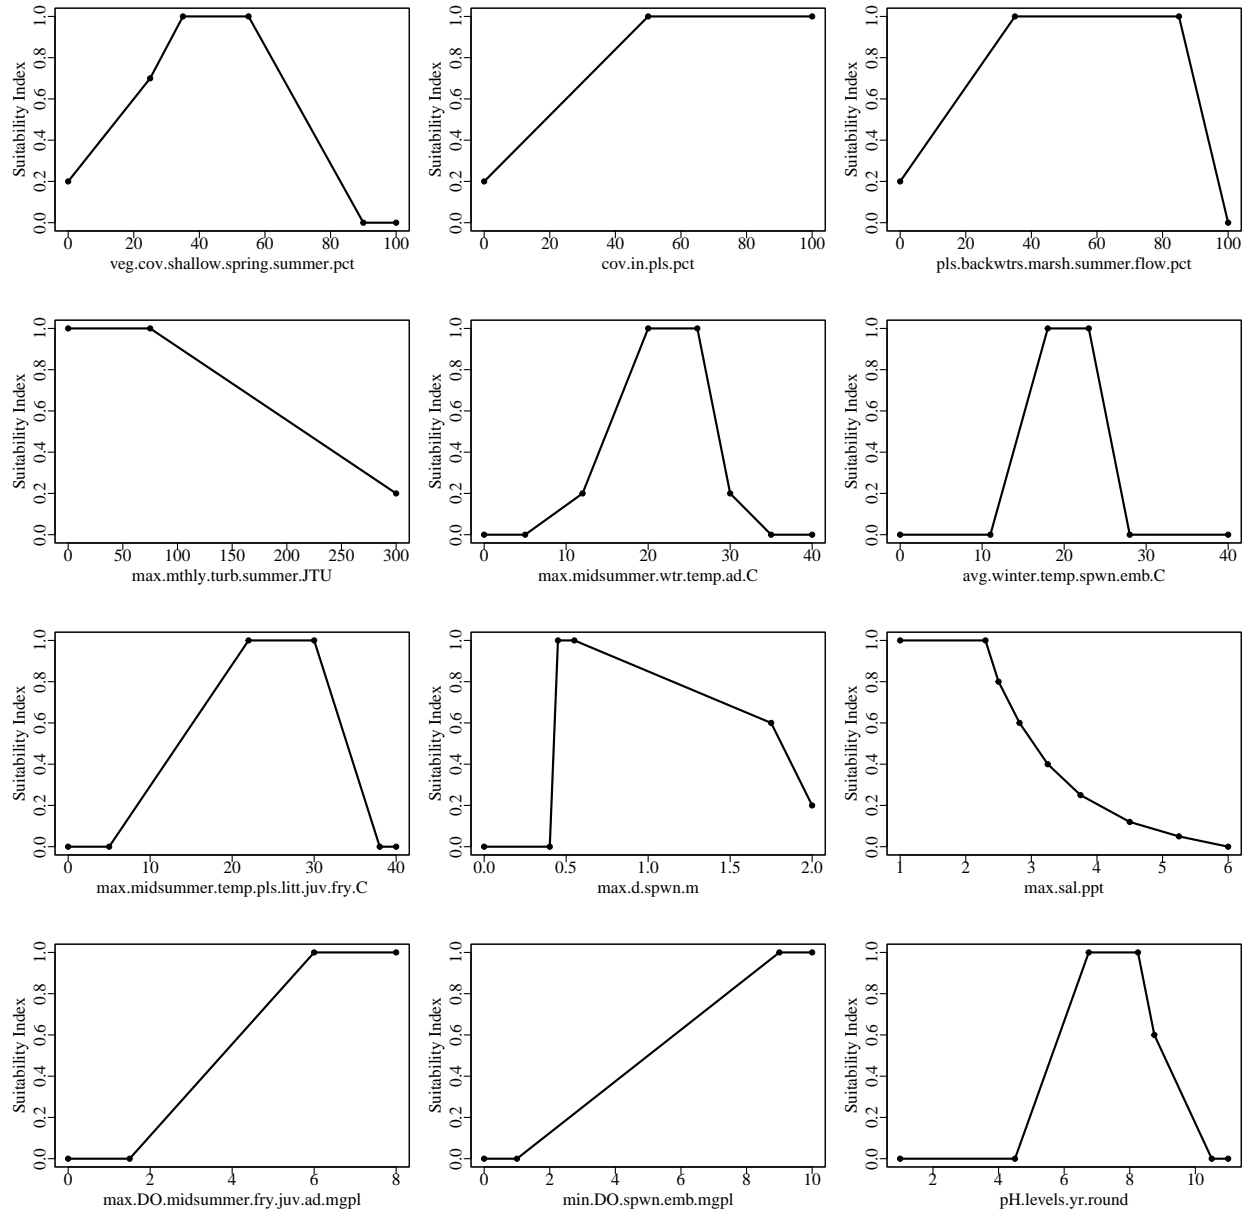 Suitability Index
0.0 0.2 0.4 0.6 0.8 1.0
0 20 40 60 80 100
veg.cov.shallow.spring.summer.pct
Suitability Index
0.0 0.2 0.4 0.6 0.8 1.0
0 20 40 60 80 100
cov.in.pls.pct
Suitability Index
0.0 0.2 0.4 0.6 0.8 1.0
0 20 40 60 80 100
pls.backwtrs.marsh.summer.flow.pct
Suitability Index
0.0 0.2 0.4 0.6 0.8 1.0
0 50 100 150 200 250 300
max.mthly.turb.summer.JTU
Suitability Index
0.0 0.2 0.4 0.6 0.8 1.0
0 10 20 30 40
max.midsummer.wtr.temp.ad.C
Suitability Index
0.0 0.2 0.4 0.6 0.8 1.0
0 10 20 30 40
avg.winter.temp.spwn.emb.C
Suitability Index
0.0 0.2 0.4 0.6 0.8 1.0
0 10 20 30 40
max.midsummer.temp.pls.litt.juv.fry.C
Suitability Index
0.0 0.2 0.4 0.6 0.8 1.0
0.0 0.5 1.0 1.5 2.0
max.d.spwn.m
Suitability Index
0.0 0.2 0.4 0.6 0.8 1.0
1 2 3 4 5 6
max.sal.ppt
Suitability Index
0.0 0.2 0.4 0.6 0.8 1.0
0 2 4 6 8
max.DO.midsummer.fry.juv.ad.mgpl
Suitability Index
0.0 0.2 0.4 0.6 0.8 1.0
0 2 4 6 8 10
min.DO.spwn.emb.mgpl
Suitability Index
0.0 0.2 0.4 0.6 0.8 1.0
2 4 6 8 10
pH.levels.yr.round